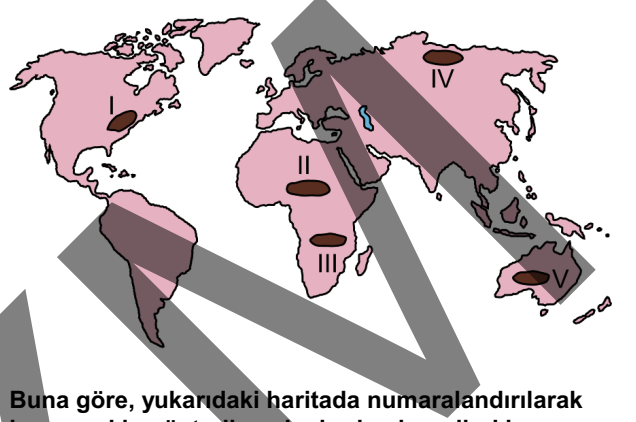 I
II
III
IV
V
Buna göre, yukarıdaki haritada numaralandırılarak